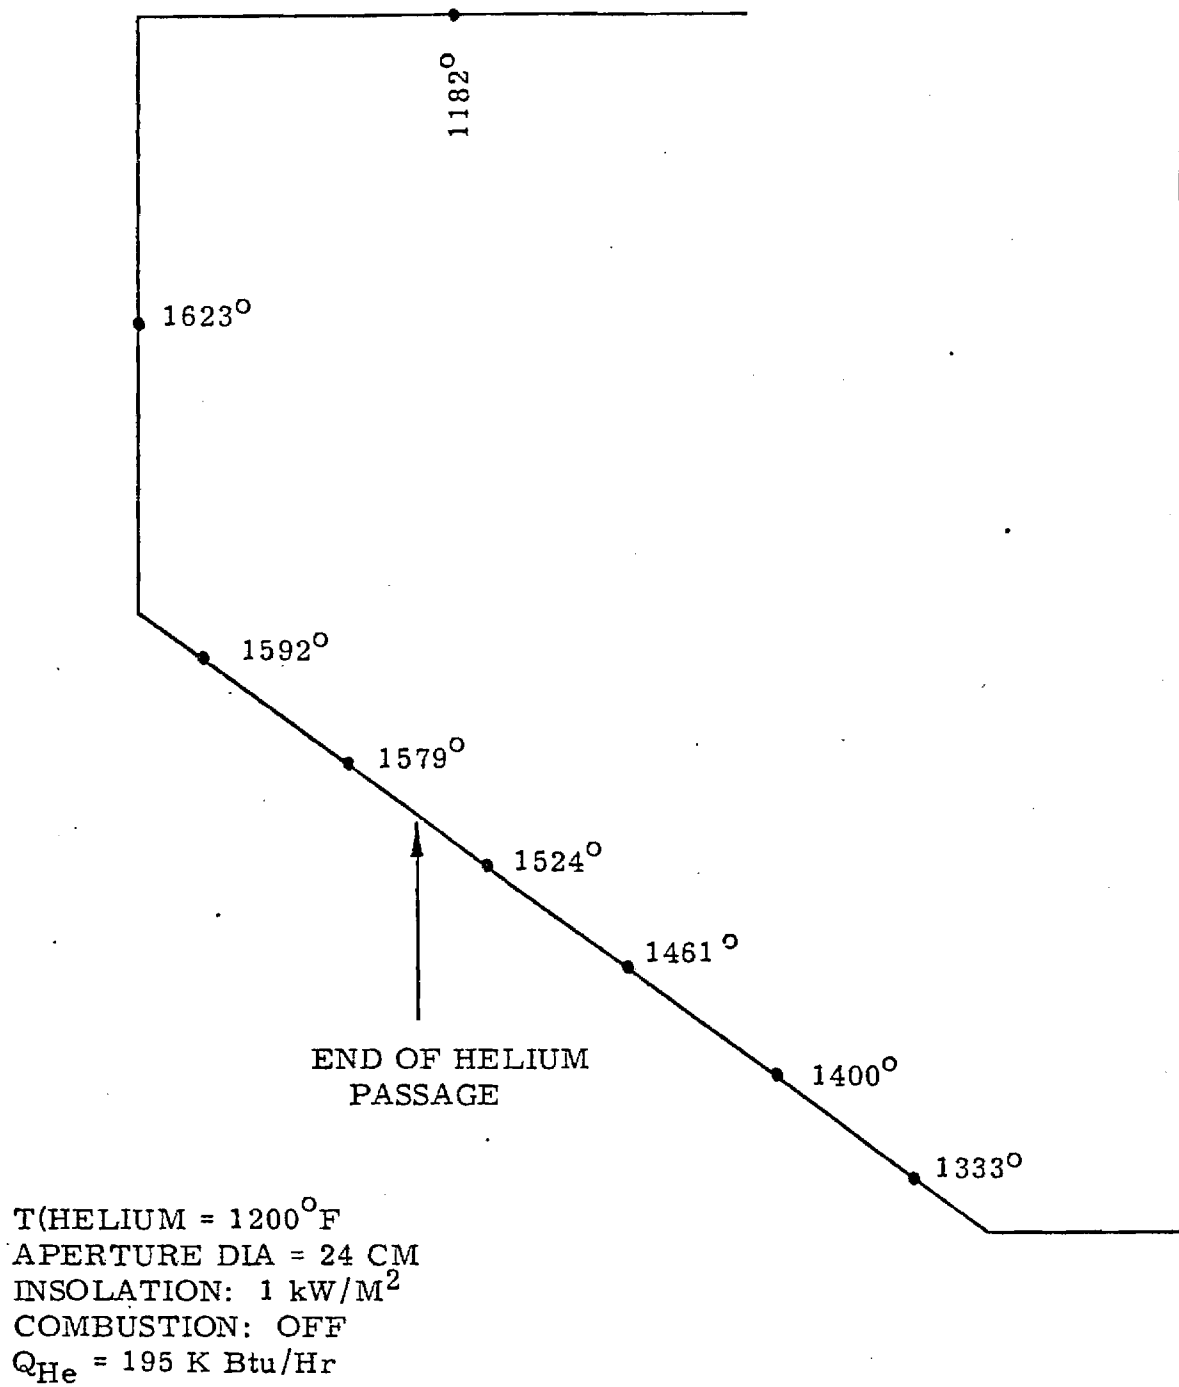 1182°
1623°
1592°
1579°
1524°
1461°
1400°
1333°
END OF HELIUM
PASSAGE
T(HELIUM = 1200°F
APERTURE DIA = 24 CM
INSOLATION: 1 kW/M²
COMBUSTION: OFF
Q_He = 195 K Btu/Hr